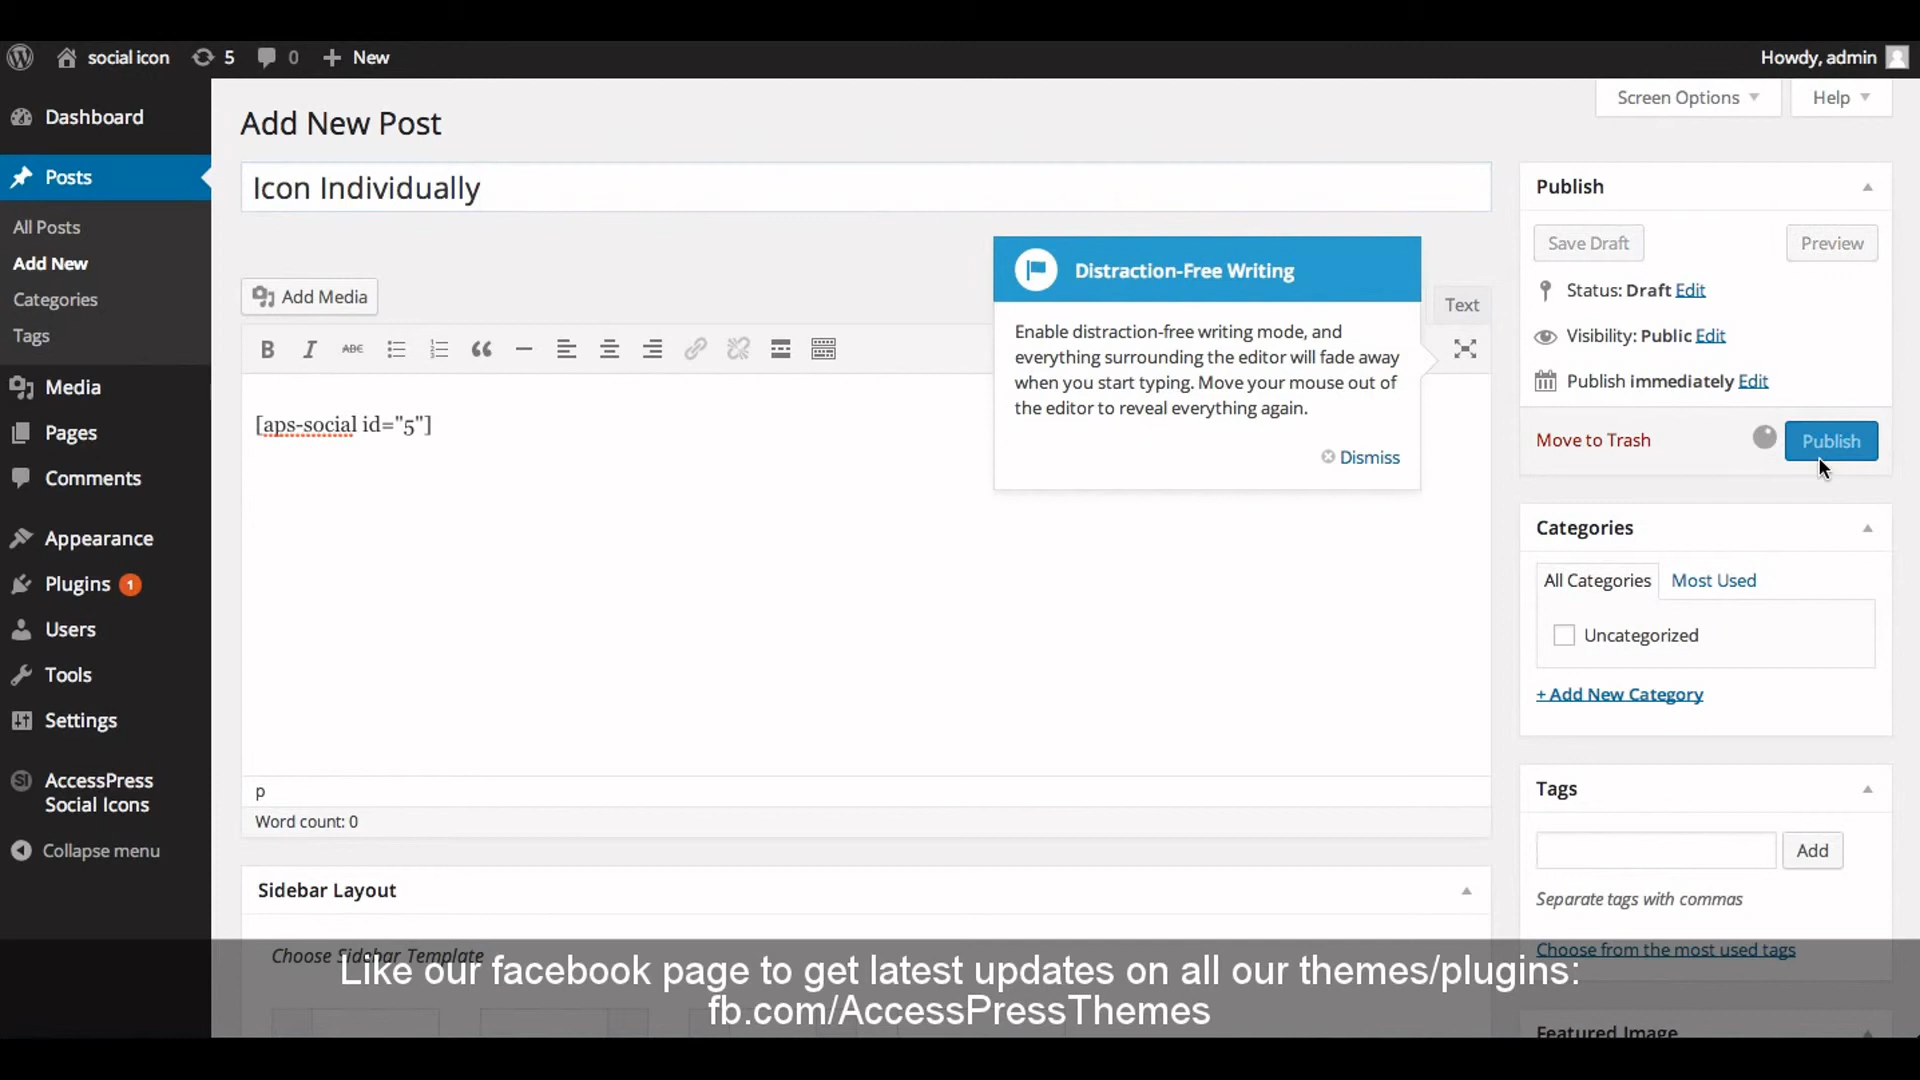 social icon
5
0
New
Howdy, admin
Screen Options
Help
Dashboard
Posts
All Posts
Add New
Categories
Tags
Media
Pages
Comments
Appearance
Plugins 1
Users
Tools
Settings
SI
AccessPress
Social Icons
Collapse menu
Add New Post
Icon Individually
Add Media
Text
B I ABC
[aps-social id="5"]
Distraction-Free Writing
Enable distraction-free writing mode, and
everything surrounding the editor will fade away
when you start typing. Move your mouse out of
the editor to reveal everything again.
Dismiss
p
Word count: 0
Sidebar Layout
Choose Sidebar Template
Publish
Save Draft
Preview
Status: Draft Edit
Visibility: Public Edit
Publish immediately Edit
Move to Trash
Publish
Categories
All Categories
Most Used
Uncategorized
+ Add New Category
Tags
Add
Separate tags with commas
Choose from the most used tags
Featured Image
Like our facebook page to get latest updates on all our themes/plugins:
fb.com/AccessPressThemes